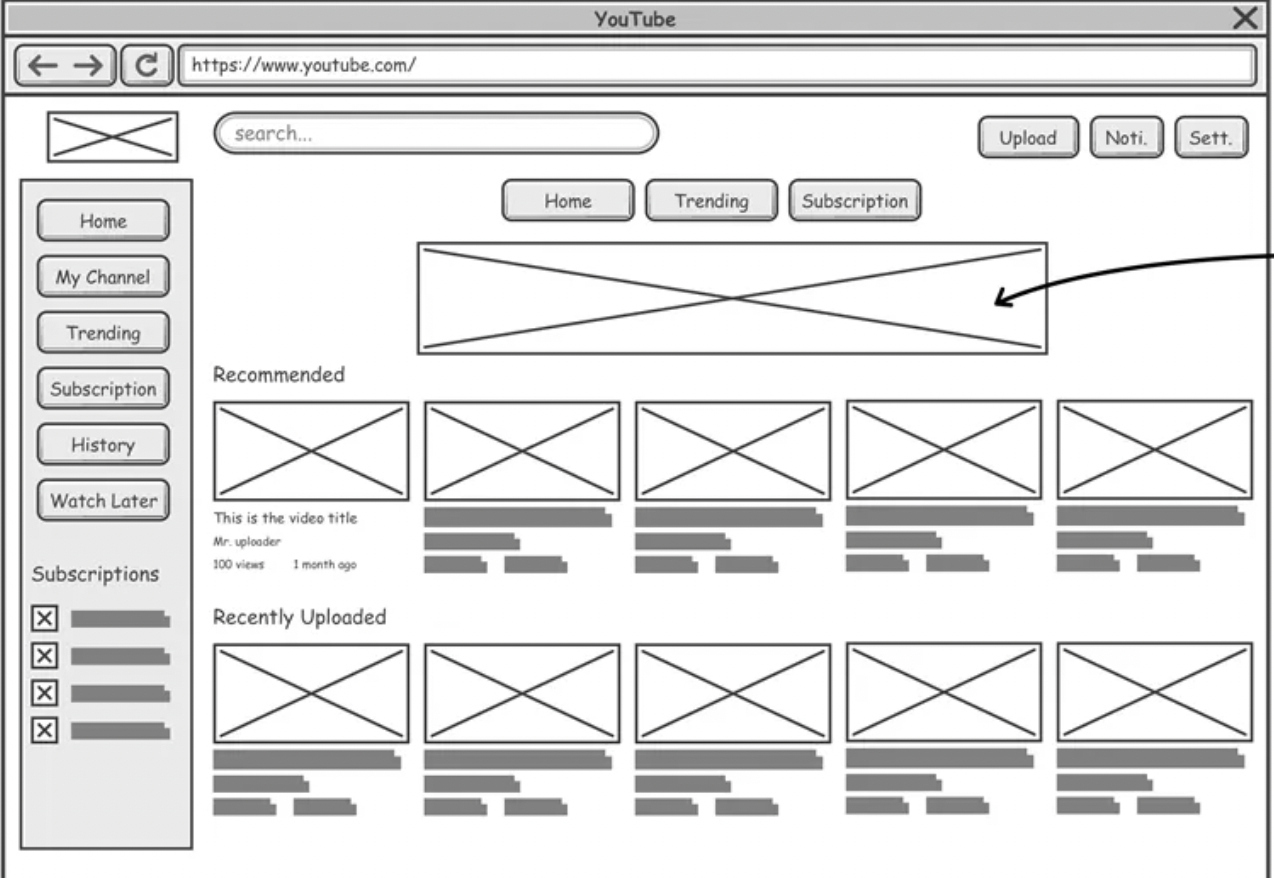 YouTube
https://www.youtube.com/
search...
Upload
Noti.
Sett.
Home
Trending
Subscription
Home
My Channel
Trending
Subscription
History
Watch Later
Subscriptions
Recommended
This is the video title
Mr. uploader
100 views 1 month ago
Recently Uploaded